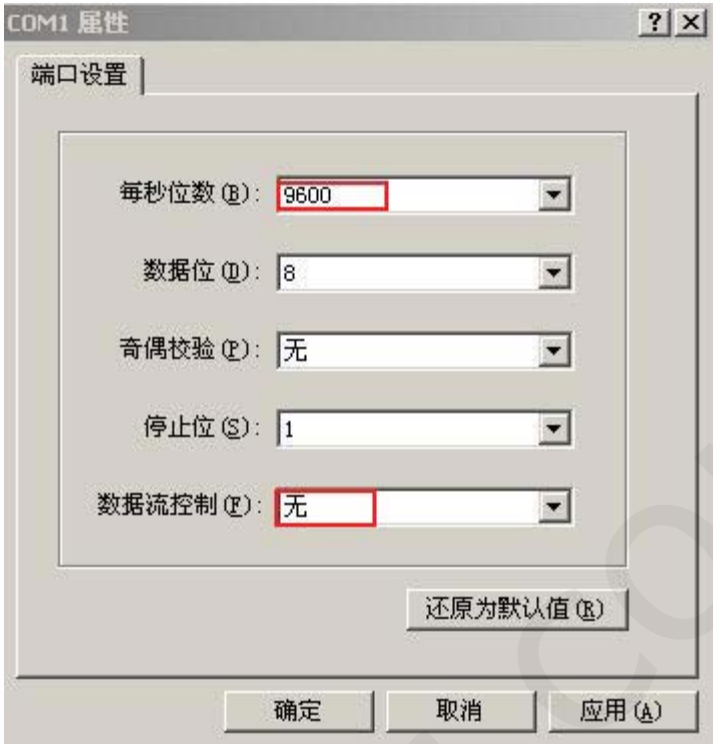 COM1 属性
端口设置
每秒位数(B): 9600
数据位(D): 8
奇偶校验(P): 无
停止位(S): 1
数据流控制(F): 无
还原为默认值(R)
确定 取消 应用(A)